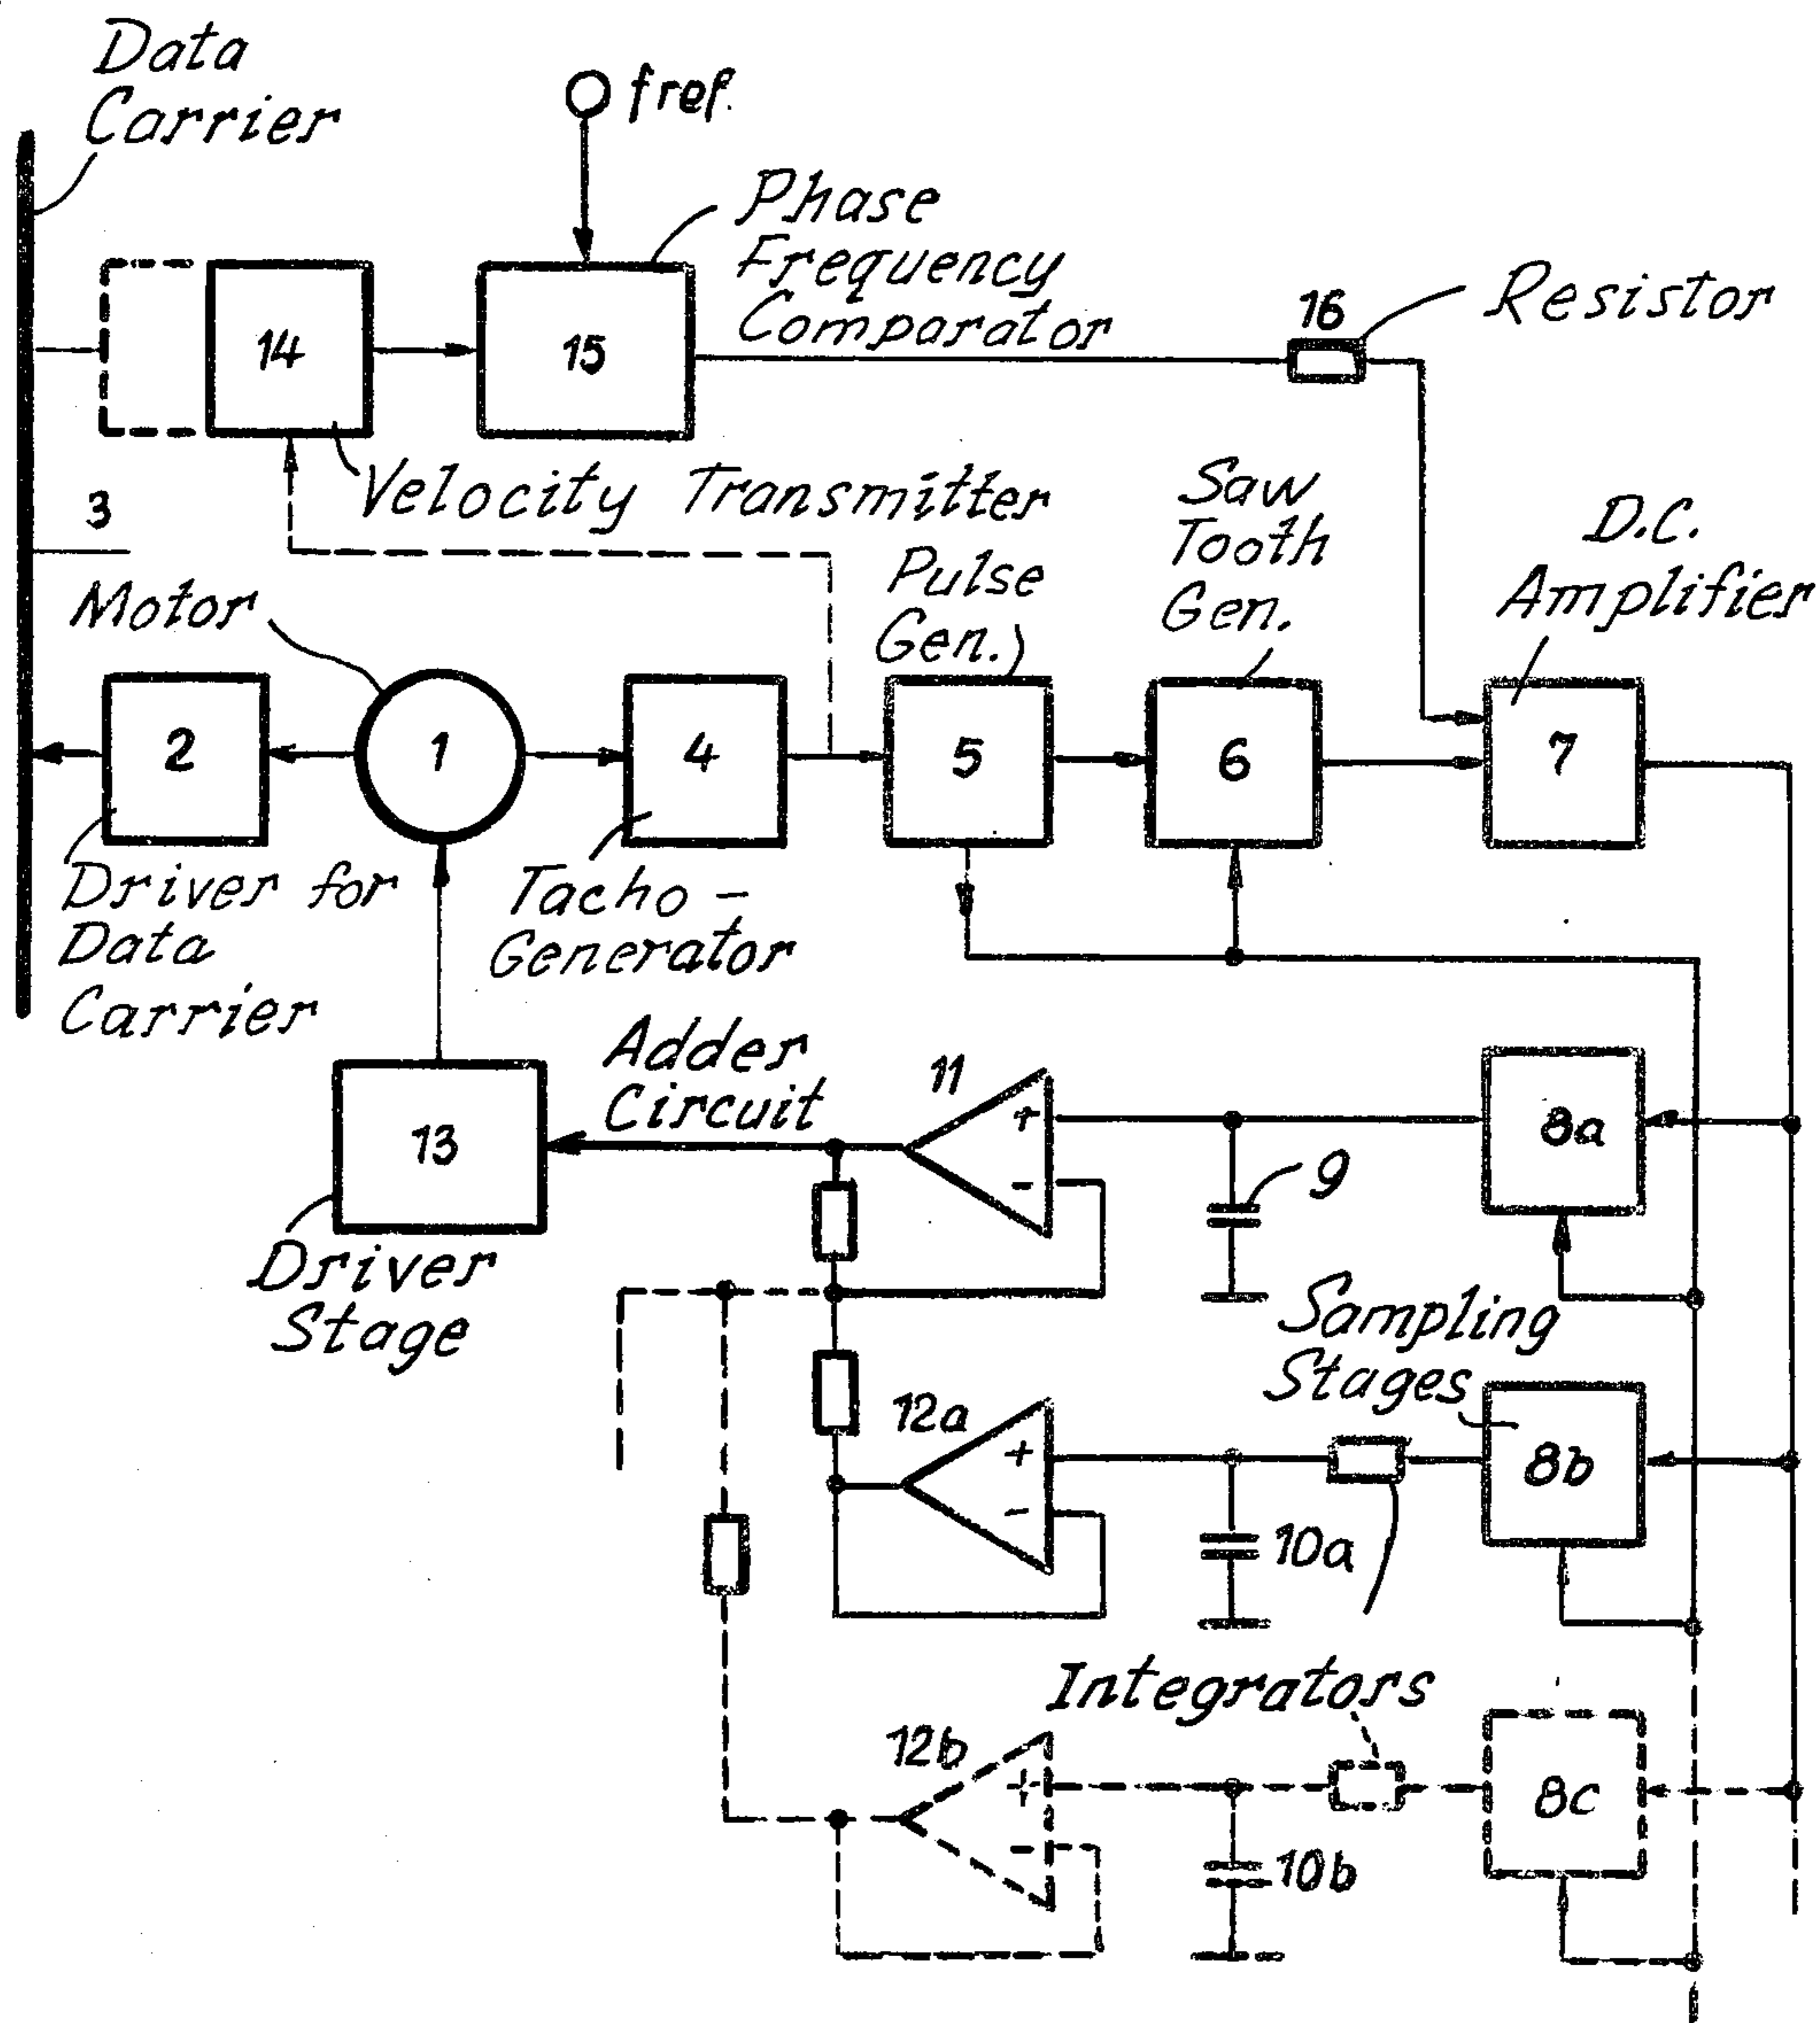 Data
Carrier
fref.
Phase
Frequency
Comparator
16
Resistor
14
15
Velocity Transmitter
3
Saw
Tooth
Gen.
D.C.
Amplifier
Pulse
Gen.
Motor
2
1
4
5
6
7
Driver for
Data
Carrier
Tacho -
Generator
Adder
Circuit
11
+
-
13
9
8a
Driver
Stage
Sampling
Stages
12a
+
-
10a
8b
Integrators
12b
+
-
10b
8c